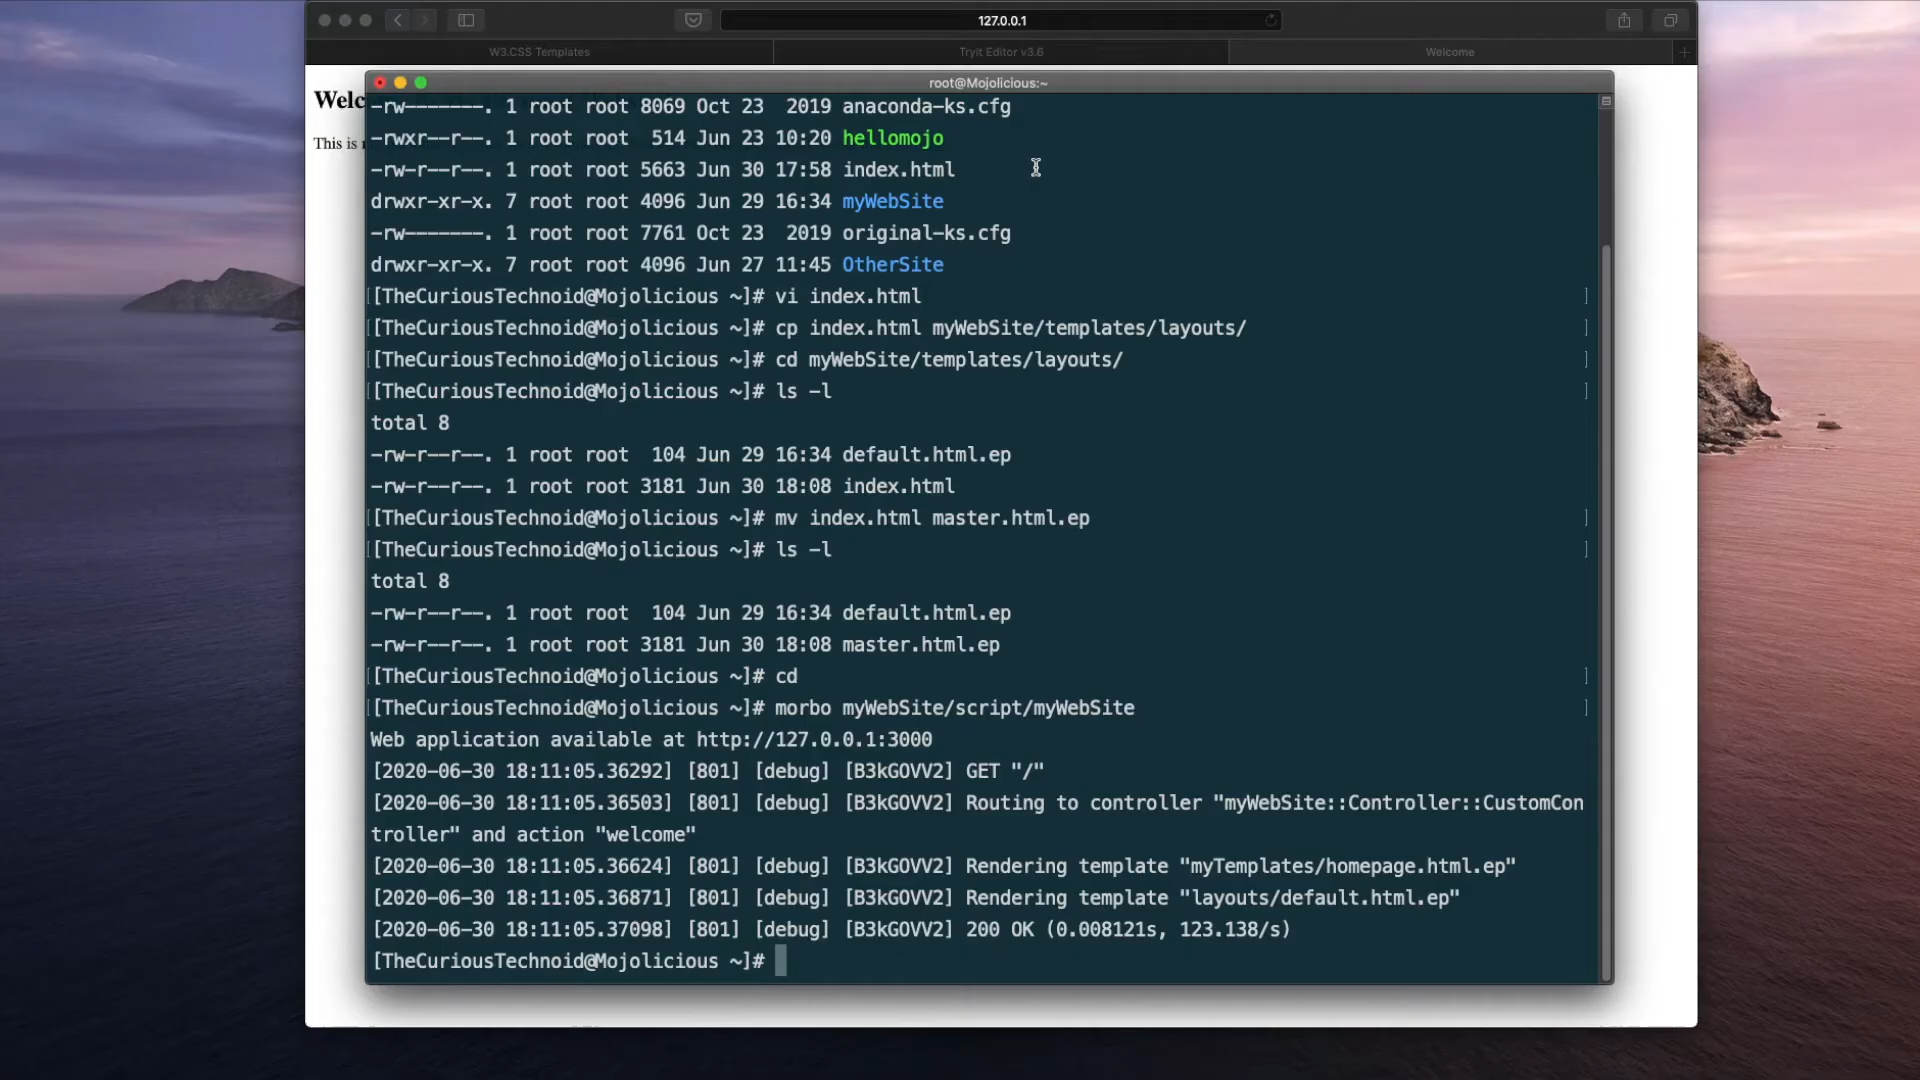 127.0.0.1
W3.CSS Templates
Tryit Editor v3.6
Welcome
root@Mojolicious:~
Welc
This is
-rw-------. 1 root root 8069 Oct 23  2019 anaconda-ks.cfg
-rwxr--r--. 1 root root  514 Jun 23 10:20 hellomojo
-rw-r--r--. 1 root root 5663 Jun 30 17:58 index.html
drwxr-xr-x. 7 root root 4096 Jun 29 16:34 myWebSite
-rw-------. 1 root root 7761 Oct 23  2019 original-ks.cfg
drwxr-xr-x. 7 root root 4096 Jun 27 11:45 OtherSite
[TheCuriousTechnoid@Mojolicious ~]# vi index.html
[TheCuriousTechnoid@Mojolicious ~]# cp index.html myWebSite/templates/layouts/
[TheCuriousTechnoid@Mojolicious ~]# cd myWebSite/templates/layouts/
[TheCuriousTechnoid@Mojolicious ~]# ls -l
total 8
-rw-r--r--. 1 root root  104 Jun 29 16:34 default.html.ep
-rw-r--r--. 1 root root 3181 Jun 30 18:08 index.html
[TheCuriousTechnoid@Mojolicious ~]# mv index.html master.html.ep
[TheCuriousTechnoid@Mojolicious ~]# ls -l
total 8
-rw-r--r--. 1 root root  104 Jun 29 16:34 default.html.ep
-rw-r--r--. 1 root root 3181 Jun 30 18:08 master.html.ep
[TheCuriousTechnoid@Mojolicious ~]# cd
[TheCuriousTechnoid@Mojolicious ~]# morbo myWebSite/script/myWebSite
Web application available at http://127.0.0.1:3000
[2020-06-30 18:11:05.36292] [801] [debug] [B3kGOVV2] GET "/"
[2020-06-30 18:11:05.36503] [801] [debug] [B3kGOVV2] Routing to controller "myWebSite::Controller::CustomCon
troller" and action "welcome"
[2020-06-30 18:11:05.36624] [801] [debug] [B3kGOVV2] Rendering template "myTemplates/homepage.html.ep"
[2020-06-30 18:11:05.36871] [801] [debug] [B3kGOVV2] Rendering template "layouts/default.html.ep"
[2020-06-30 18:11:05.37098] [801] [debug] [B3kGOVV2] 200 OK (0.008121s, 123.138/s)
[TheCuriousTechnoid@Mojolicious ~]#